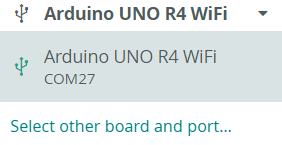 Arduino UNO R4 WiFi
Arduino UNO R4 WiFi
COM27
Select other board and port...